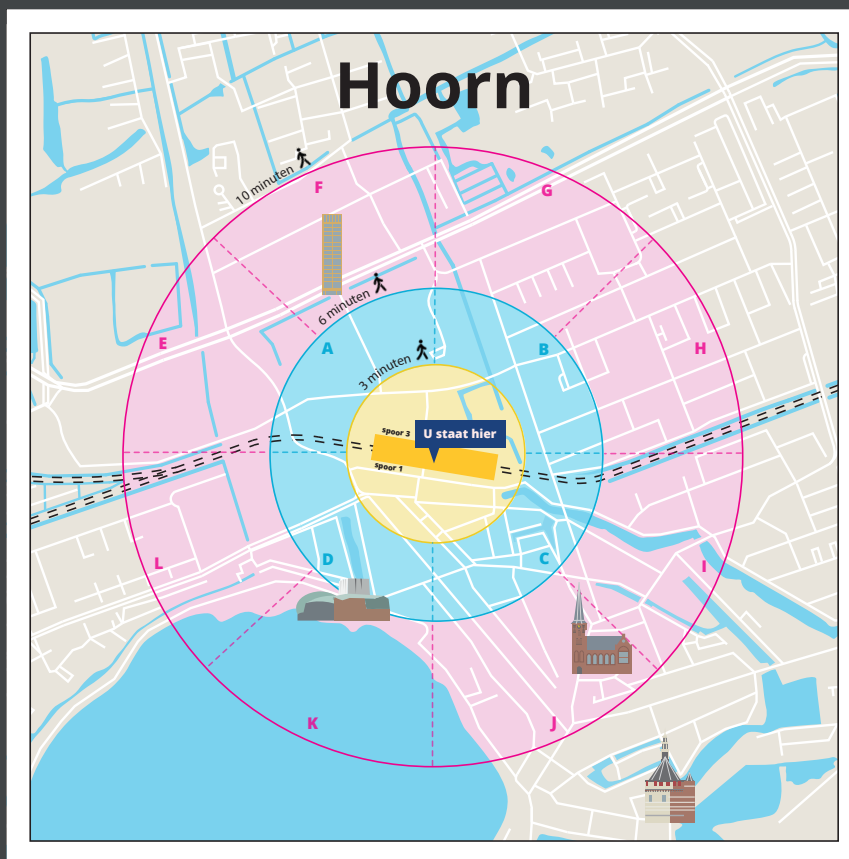 Hoorn
10 minuten
F
G
6 minuten
E
A
B
H
3 minuten
spoor 3
U staat hier
spoor 1
L
D
C
I
K
J